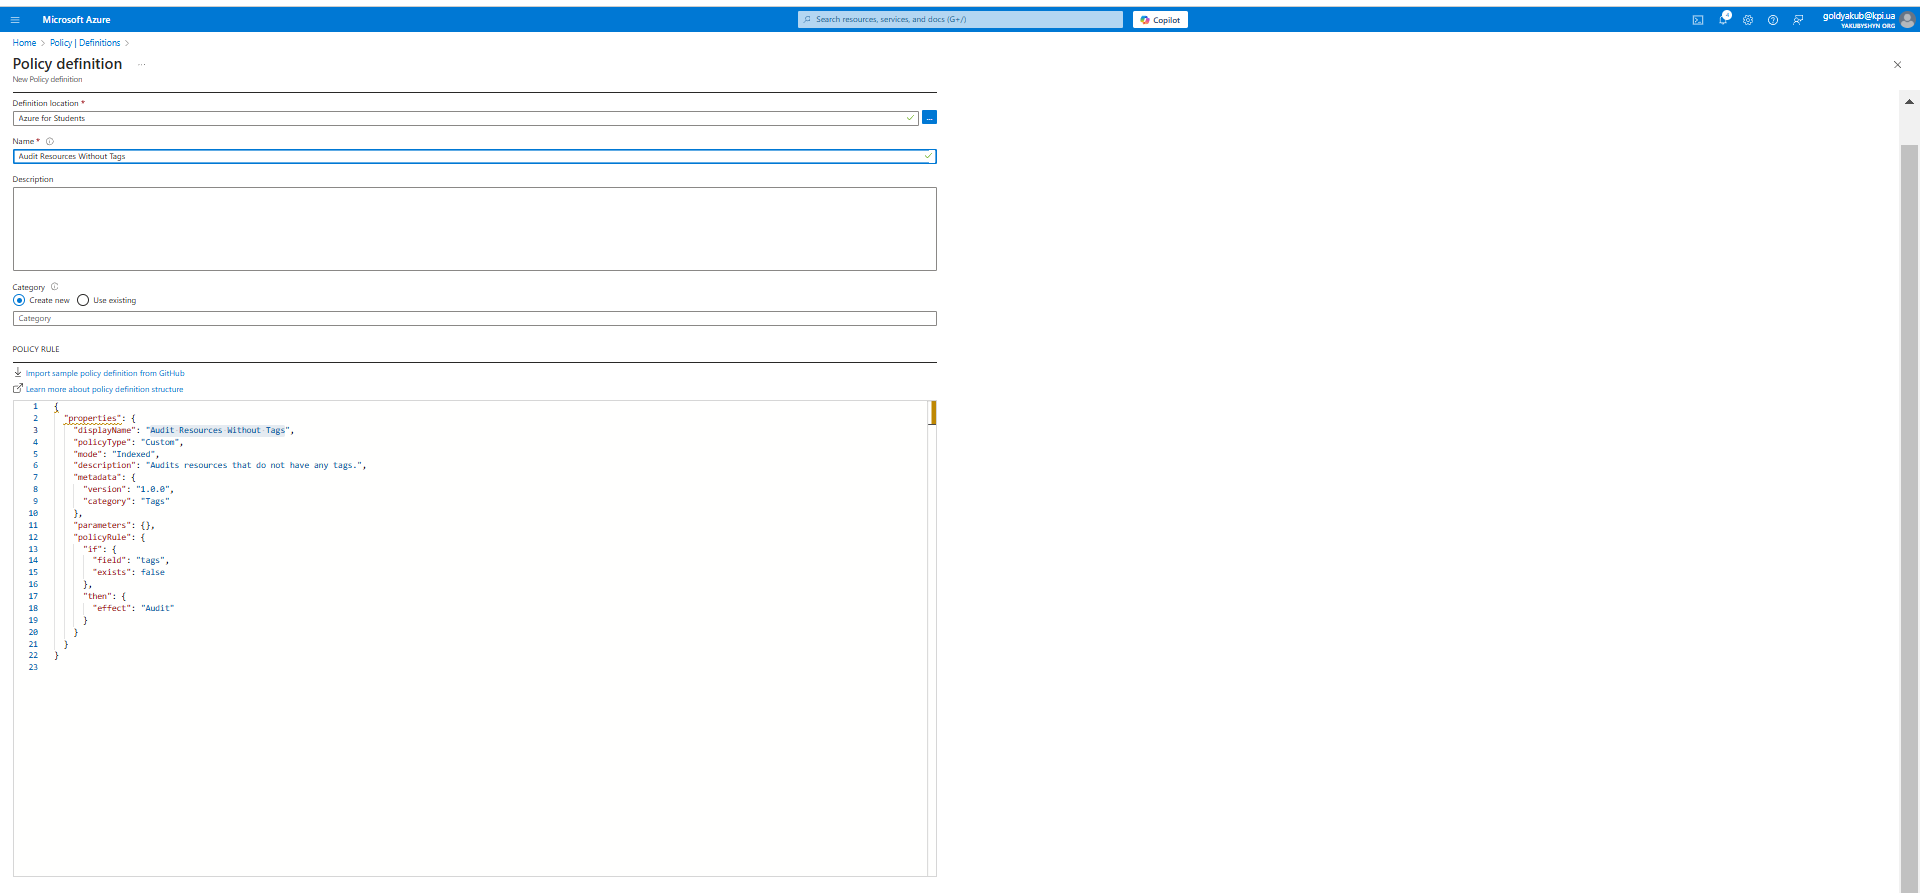 Microsoft Azure
Search resources, services, and docs (G+/)
Copilot
4
goldyakub@kpi.ua
YAKUBYSHYN ORG
Home > Policy | Definitions >
Policy definition ...
New Policy definition
Definition location *
Azure for Students
...
Name *
Audit Resources Without Tags
Description
Category
Create new Use existing
Category
POLICY RULE
Import sample policy definition from GitHub
Learn more about policy definition structure
1 {
2 "properties": {
3 "displayName": "Audit Resources Without Tags",
4 "policyType": "Custom",
5 "mode": "Indexed",
6 "description": "Audits resources that do not have any tags.",
7 "metadata": {
8 "version": "1.0.0",
9 "category": "Tags"
10 },
11 "parameters": {},
12 "policyRule": {
13 "if": {
14 "field": "tags",
15 "exists": false
16 },
17 "then": {
18 "effect": "Audit"
19 }
20 }
21 }
22 }
23